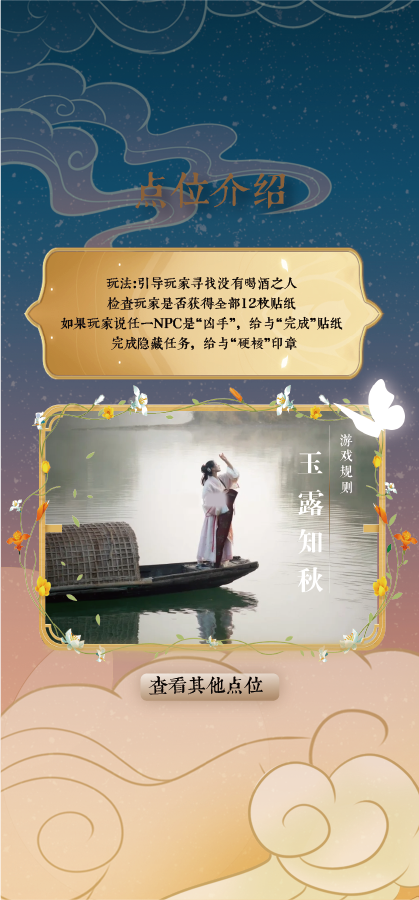 点位介绍
玩法:引导玩家寻找没有喝酒之人
检查玩家是否获得全部12枚贴纸
如果玩家说任一NPC是“凶手”，给与“完成”贴纸
完成隐藏任务，给与“硬核”印章
游戏规则
玉露知秋
查看其他点位